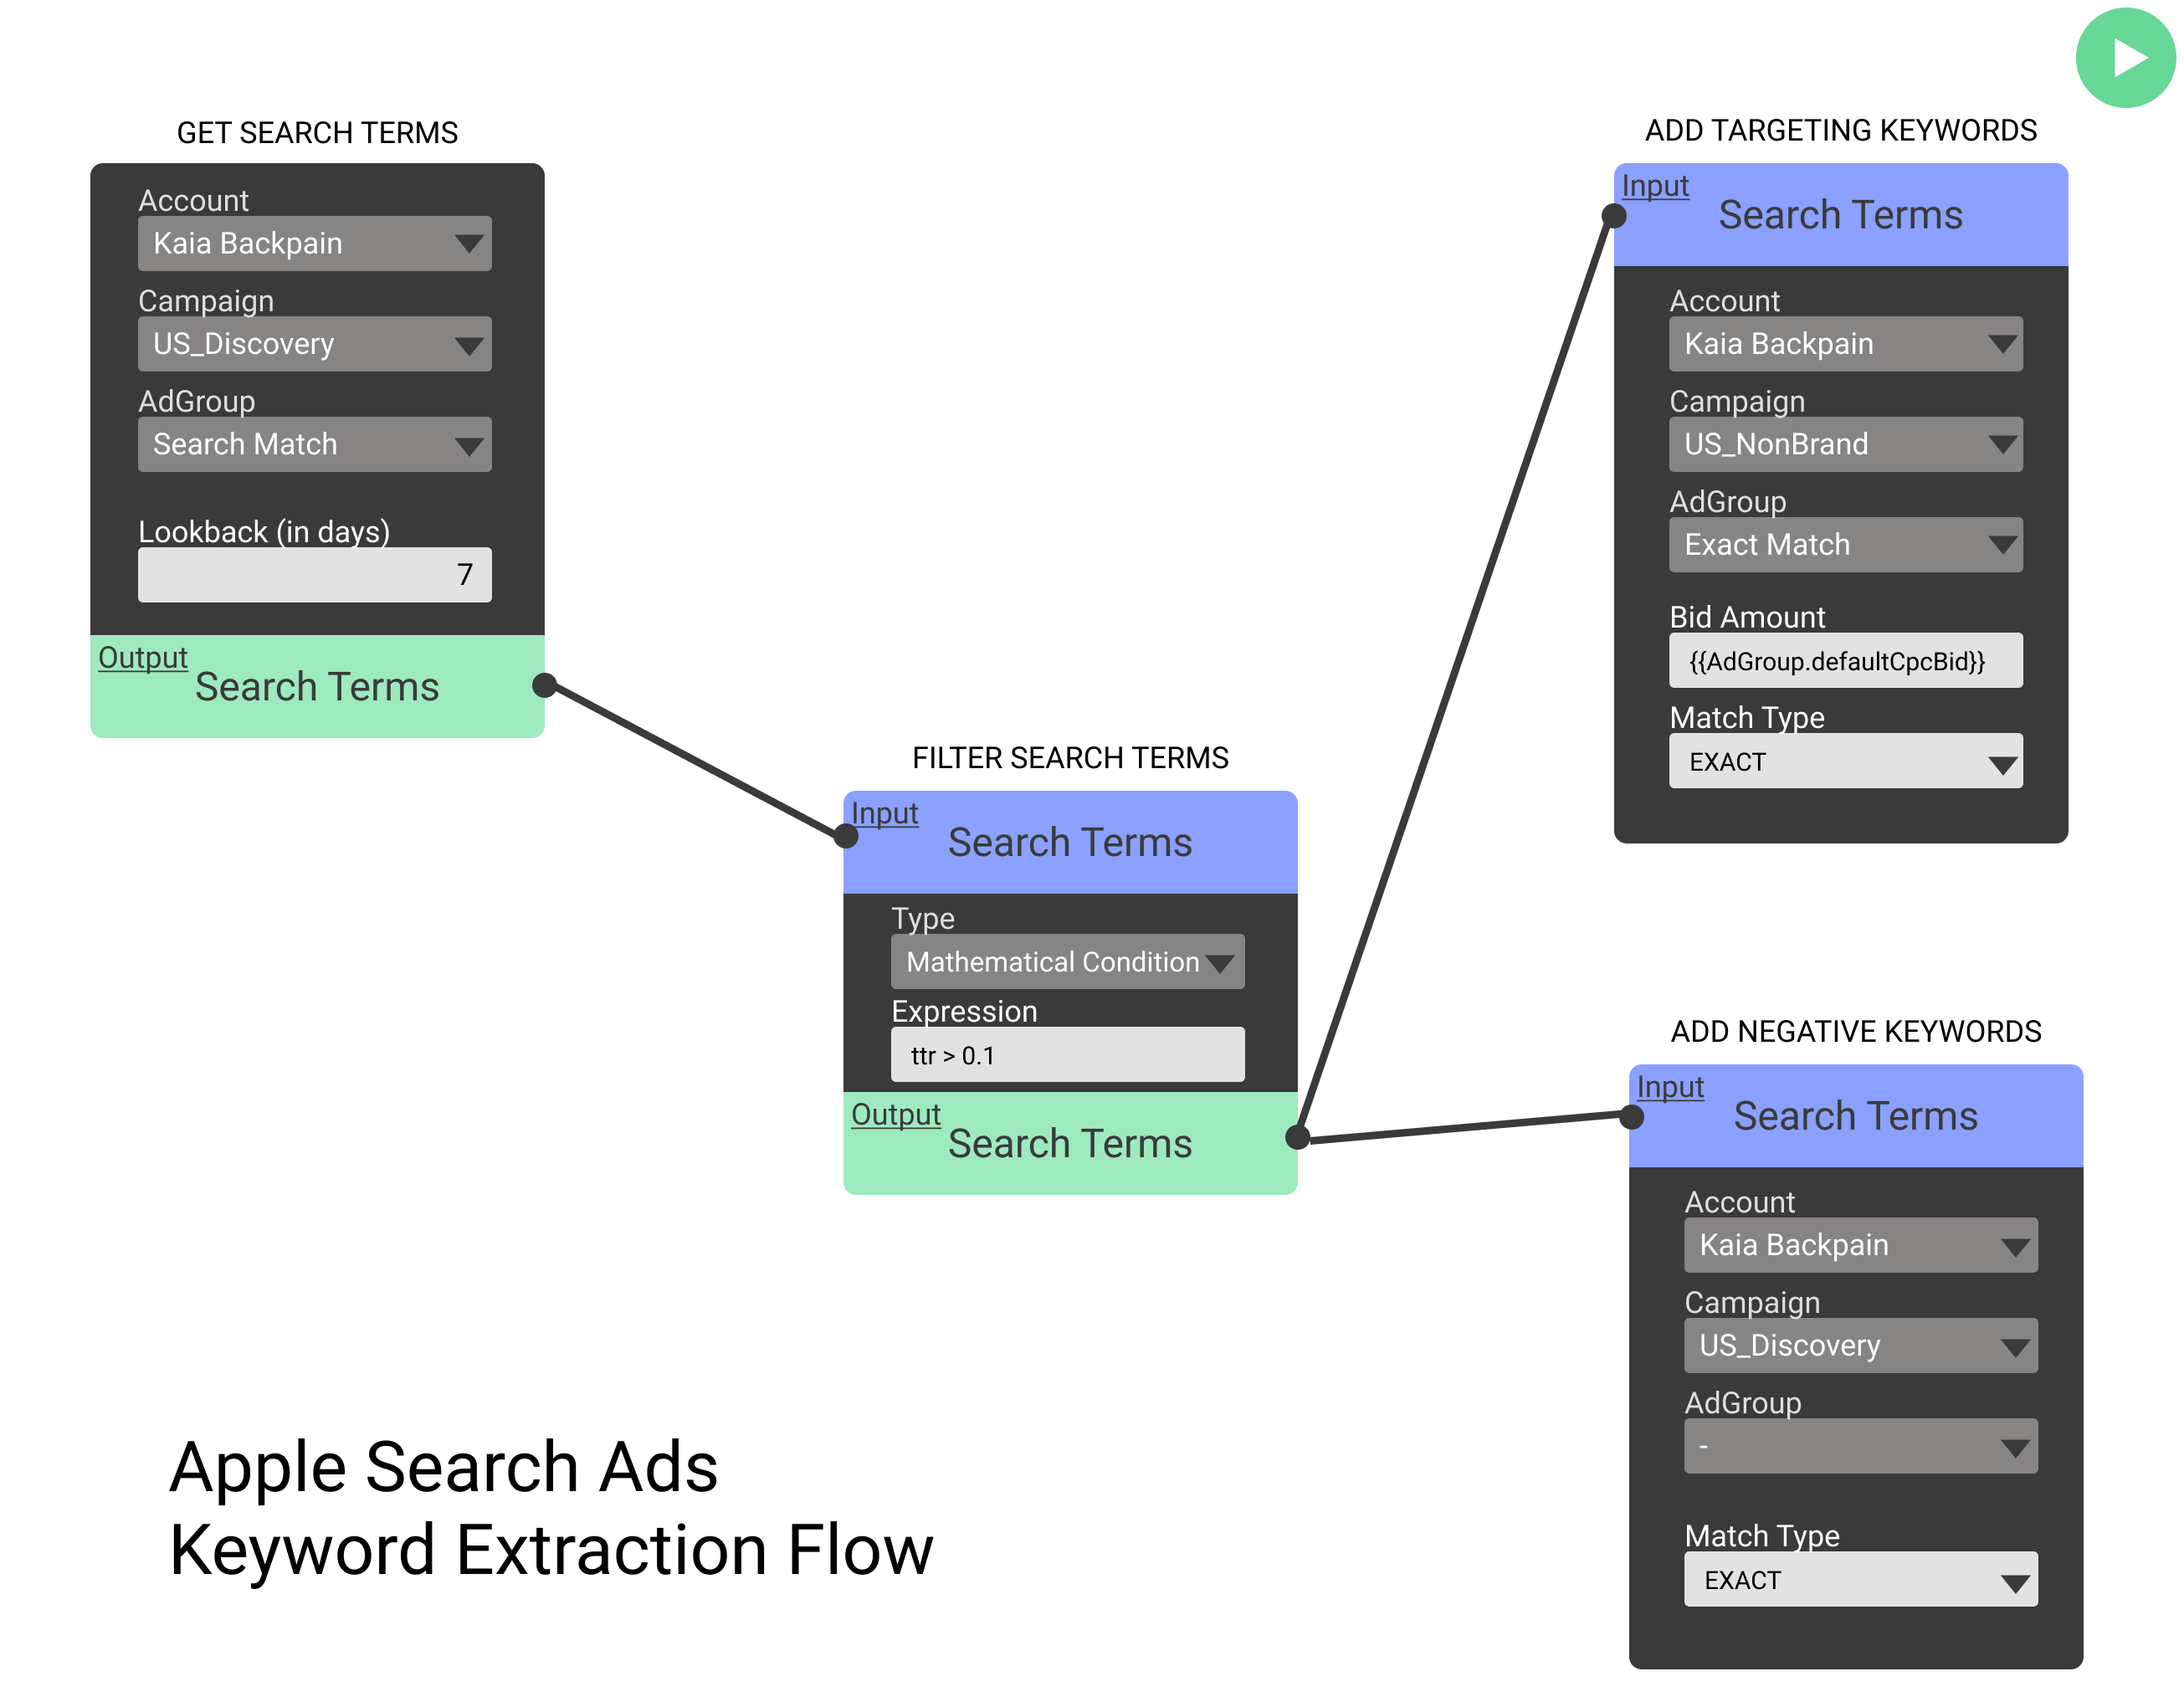 GET SEARCH TERMS
Account
Kaia Backpain
Campaign
US_Discovery
AdGroup
Search Match
Lookback (in days)
7
Output
Search Terms
FILTER SEARCH TERMS
Input
Search Terms
Type
Mathematical Condition
Expression
ttr > 0.1
Output
Search Terms
ADD TARGETING KEYWORDS
Input
Search Terms
Account
Kaia Backpain
Campaign
US_NonBrand
AdGroup
Exact Match
Bid Amount
{{AdGroup.defaultCpcBid}}
Match Type
EXACT
ADD NEGATIVE KEYWORDS
Input
Search Terms
Account
Kaia Backpain
Campaign
US_Discovery
AdGroup
-
Match Type
EXACT
Apple Search Ads
Keyword Extraction Flow